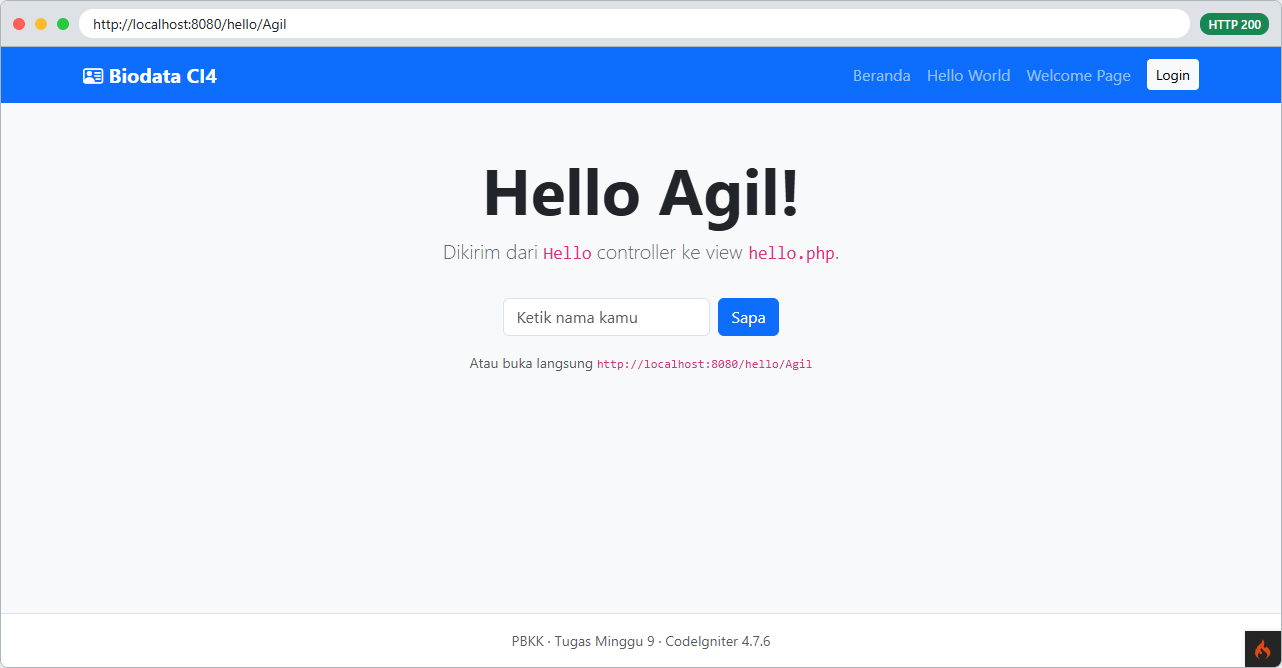 http://localhost:8080/hello/Agil
HTTP 200
Biodata CI4
Beranda
Hello World
Welcome Page
Login
Hello Agil!
Dikirim dari Hello controller ke view hello.php.
Ketik nama kamu
Sapa
Atau buka langsung http://localhost:8080/hello/Agil
PBKK · Tugas Minggu 9 · CodeIgniter 4.7.6